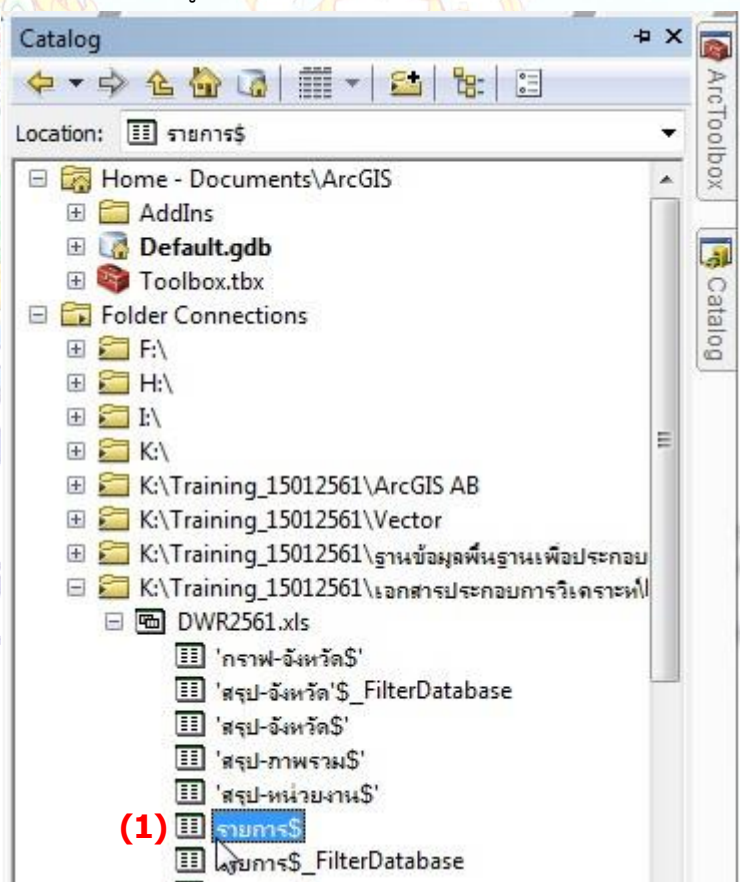 Catalog
Location: รายการ$
Home - Documents\ArcGIS
AddIns
Default.gdb
Toolbox.tbx
Folder Connections
F:\
H:\
I:\
K:\
K:\Training_15012561\ArcGIS AB
K:\Training_15012561\Vector
K:\Training_15012561\ฐานข้อมูลพื้นฐานเพื่อประกอบ
K:\Training_15012561\เอกสารประกอบการวิเคราะห์
DWR2561.xls
'กราฟ-จังหวัด$'
'สรุป-จังหวัด'$_FilterDatabase
'สรุป-จังหวัด$'
'สรุป-ภาพรวม$'
'สรุป-หน่วยงาน$'
(1) รายการ$
รายการ$_FilterDatabase
ArcToolbox
Catalog